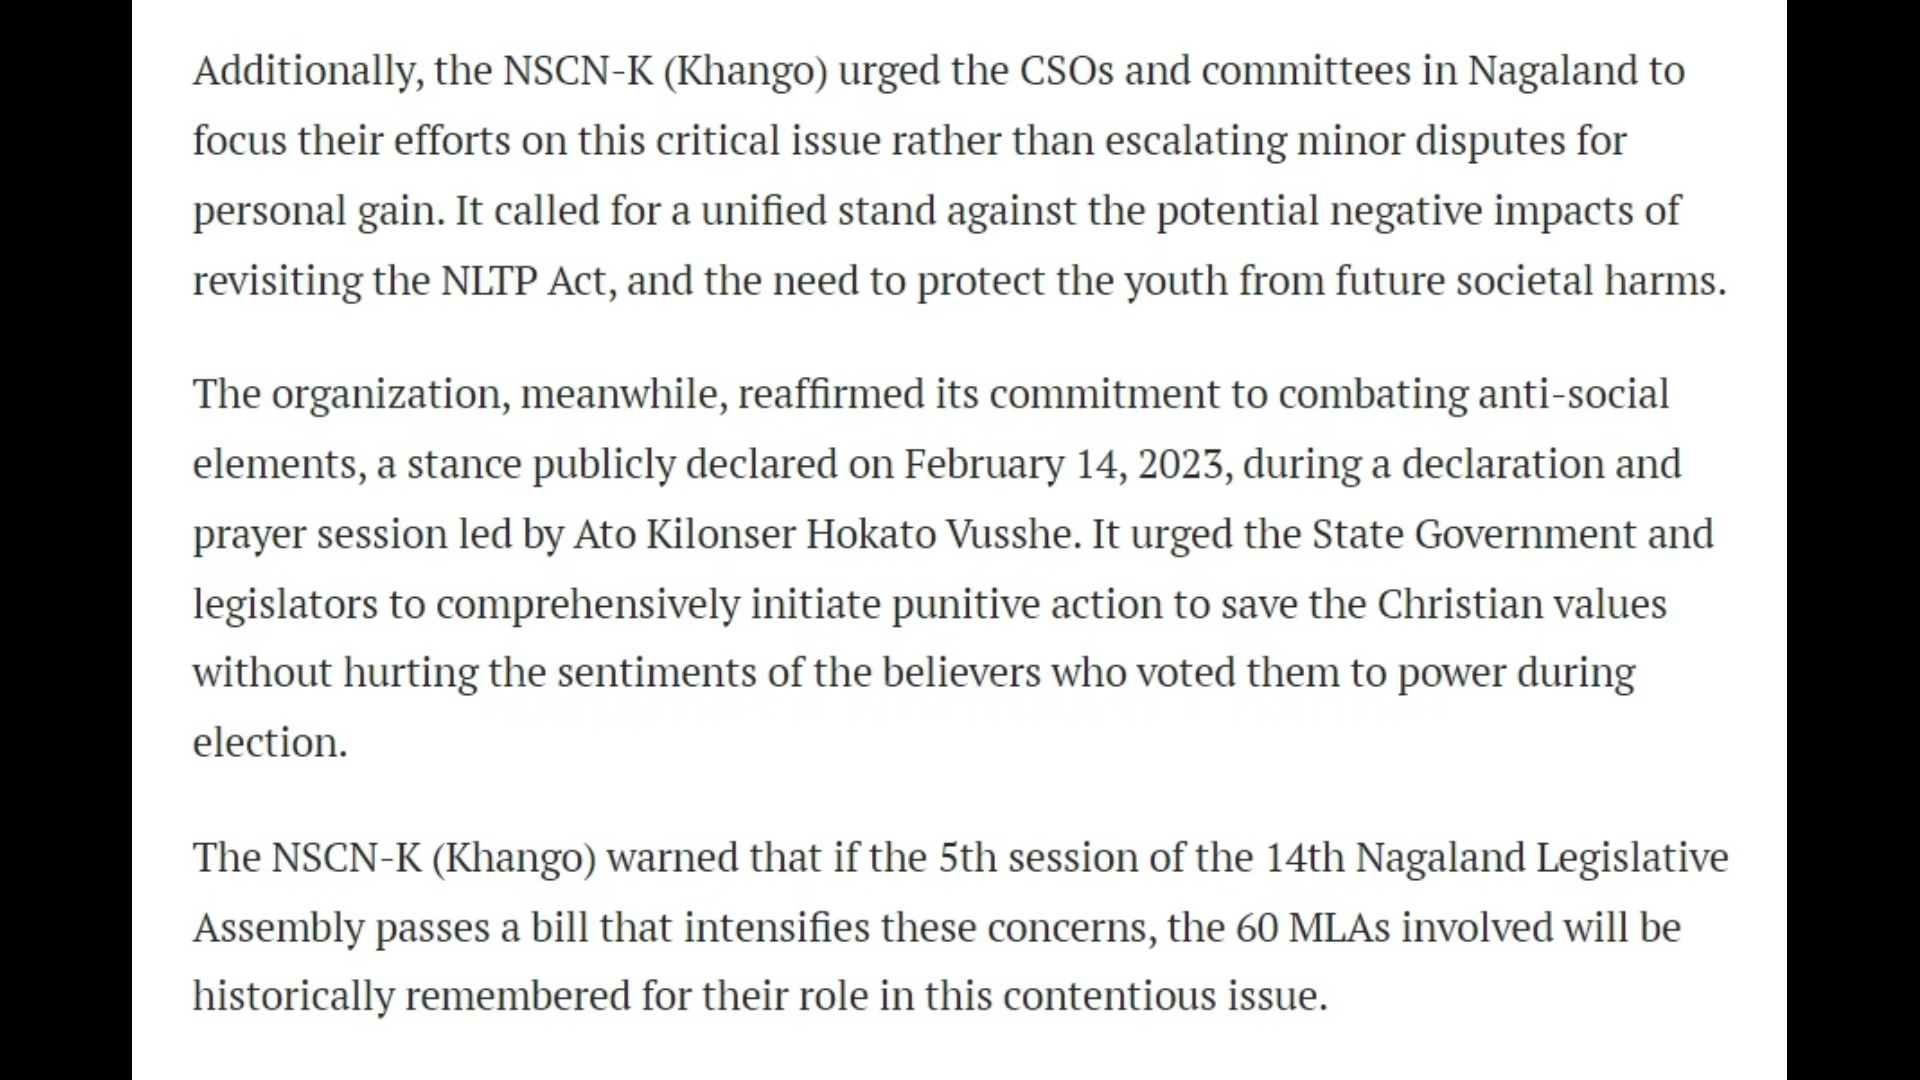 Additionally, the NSCN-K (Khango) urged the CSOs and committees in Nagaland to
focus their efforts on this critical issue rather than escalating minor disputes for
personal gain. It called for a unified stand against the potential negative impacts of
revisiting the NLTP Act, and the need to protect the youth from future societal harms.
The organization, meanwhile, reaffirmed its commitment to combating anti-social
elements, a stance publicly declared on February 14, 2023, during a declaration and
prayer session led by Ato Kilonser Hokato Vusshe. It urged the State Government and
legislators to comprehensively initiate punitive action to save the Christian values
without hurting the sentiments of the believers who voted them to power during
election.
The NSCN-K (Khango) warned that if the 5th session of the 14th Nagaland Legislative
Assembly passes a bill that intensifies these concerns, the 60 MLAs involved will be
historically remembered for their role in this contentious issue.